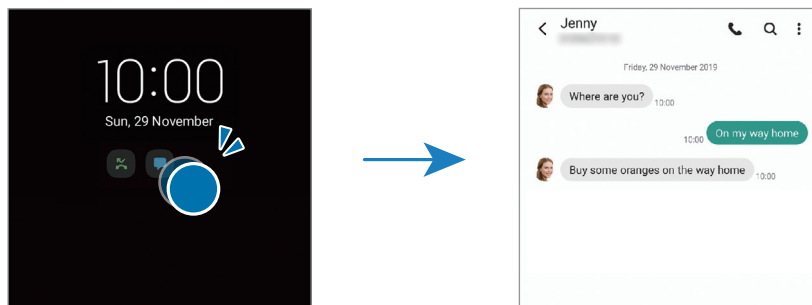 10:00
Sun, 29 November
Jenny
Friday, 29 November 2019
Where are you?
10:00
10:00
On my way home
Buy some oranges on the way home
10:00